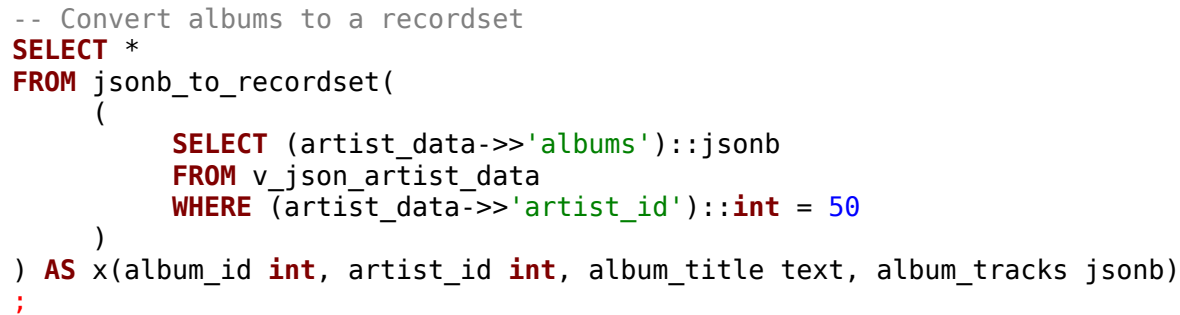 -- Convert albums to a recordset
SELECT *
FROM jsonb_to_recordset(
(
SELECT (artist_data->>'albums')::jsonb
FROM v_json_artist_data
WHERE (artist_data->>'artist_id')::int = 50
)
) AS x(album_id int, artist_id int, album_title text, album_tracks jsonb)
;